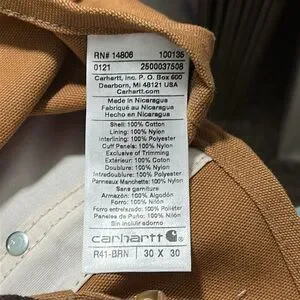 RN# 14806 100135
0121 2500037508
Carhartt, Inc. P.O. Box 600
Dearborn, MI 48121 USA
Carhartt.com
Made in Nicaragua
Fabriqué au Nicaragua
Hecho en Nicaragua
Shell: 100% Cotton
Lining: 100% Nylon
Interlining: 100% Polyester
Cuff Panels: 100% Nylon
Exclusive of Trimming
Extérieur: 100% Coton
Doublure: 100% Nylon
Intradoublure: 100% Polyester
Panneaux Manchette: 100% Nylon
Sans garniture
Armazón: 100% Algodón
Forro: 100% Nilón
Forro entrelazado: 100% Poliéster
Paneles de Puño: 100% Nilón
Sin incluir adorno
carhartt
R41-BRN 30 X 30